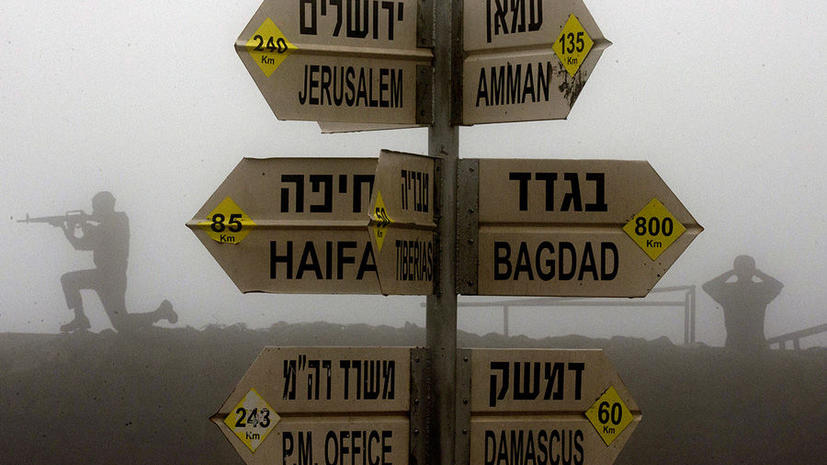 ירושלים
240
Km
JERUSALEM
עמאן
135
Km
AMMAN
חיפה
85
Km
HAIFA
טבריה
TIBERIAS
בגדד
800
Km
BAGHDAD
משרד רה"מ
243
Km
P.M. OFFICE
דמשק
60
Km
DAMASCUS